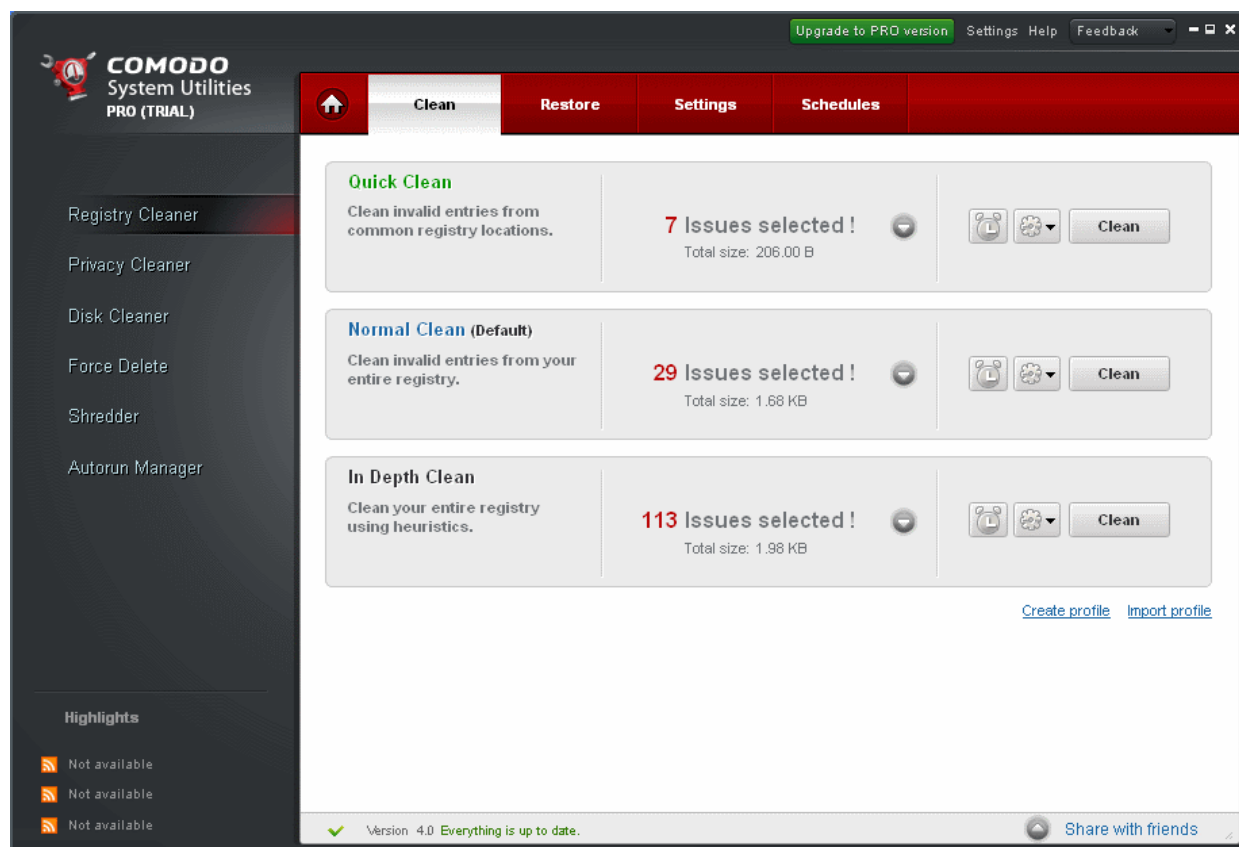 Upgrade to PRO version Settings Help Feedback
COMODO
System Utilities
PRO (TRIAL)
Clean Restore Settings Schedules
Registry Cleaner
Privacy Cleaner
Disk Cleaner
Force Delete
Shredder
Autorun Manager
Quick Clean
Clean invalid entries from
common registry locations.
7 Issues selected !
Total size: 206.00 B
Clean
Normal Clean (Default)
Clean invalid entries from your
entire registry.
29 Issues selected !
Total size: 1.68 KB
Clean
In Depth Clean
Clean your entire registry
using heuristics.
113 Issues selected !
Total size: 1.98 KB
Clean
Create profile Import profile
Highlights
Not available
Not available
Not available
Version 4.0 Everything is up to date.
Share with friends